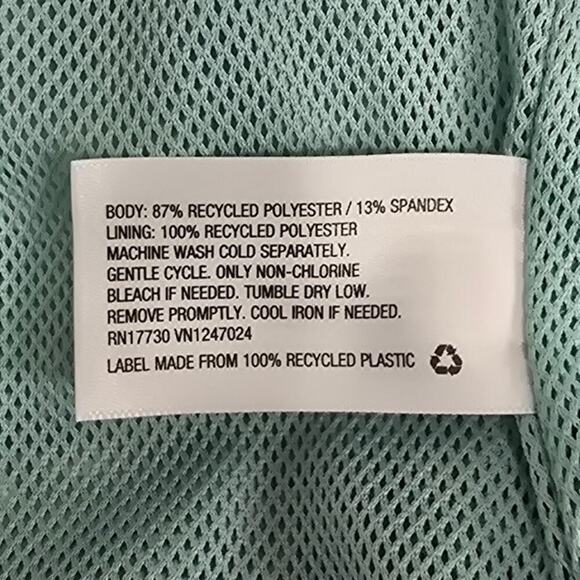 BODY: 87% RECYCLED POLYESTER / 13% SPANDEX
LINING: 100% RECYCLED POLYESTER
MACHINE WASH COLD SEPARATELY.
GENTLE CYCLE. ONLY NON-CHLORINE
BLEACH IF NEEDED. TUMBLE DRY LOW.
REMOVE PROMPTLY. COOL IRON IF NEEDED.
RN17730 VN1247024
LABEL MADE FROM 100% RECYCLED PLASTIC